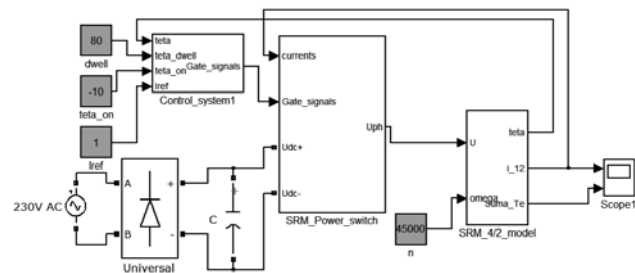 80
dwell
-10
teta_on
1
Iref
teta
teta_dwell
teta_on
Iref
Gate_signals
Control_system1
currents
Gate_signals
Udc+
Udc-
Uph
SRM_Power_switch
U
omega
teta
i_12
suma_Te
SRM_4/2_model
Scope1
45000
n
230V AC
A
B
+
-
Universal
C
+